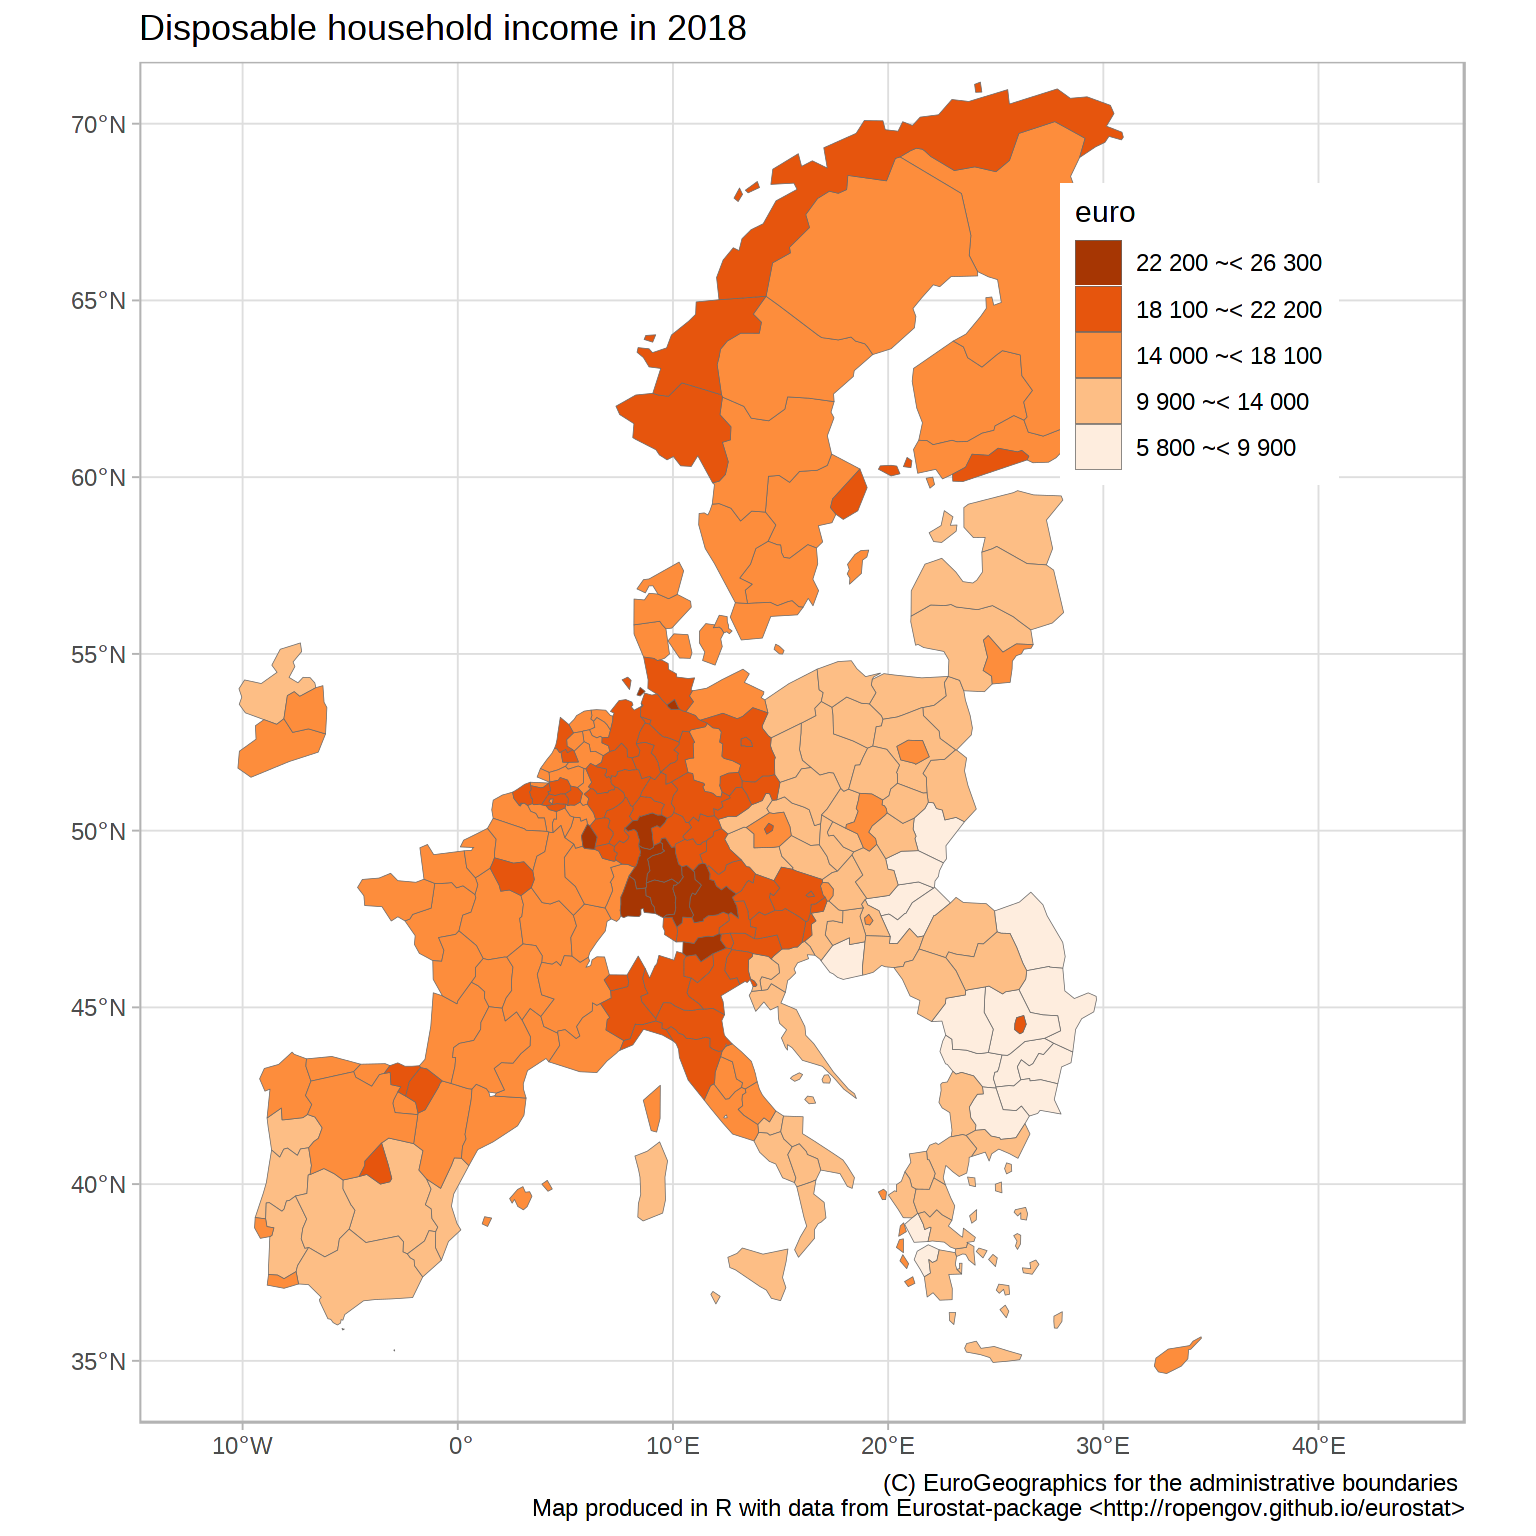 Disposable household income in 2018
70°N
65°N
60°N
55°N
50°N
45°N
40°N
35°N
euro
22 200 ~< 26 300
18 100 ~< 22 200
14 000 ~< 18 100
9 900 ~< 14 000
5 800 ~< 9 900
10°W
0°
10°E
20°E
30°E
40°E
(C) EuroGeographics for the administrative boundaries
Map produced in R with data from Eurostat-package <http://ropengov.github.io/eurostat>